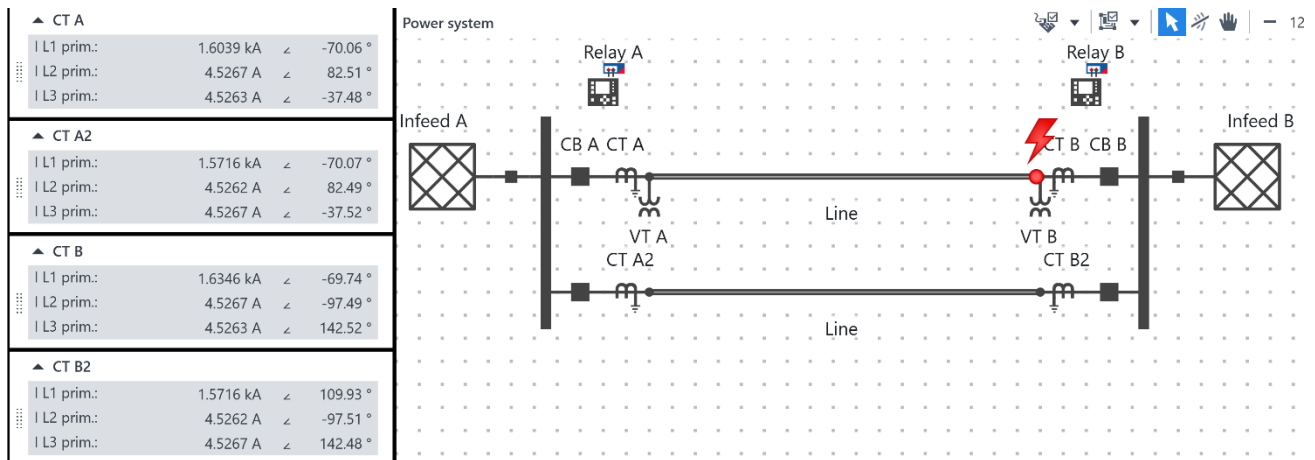 CT A
I L1 prim.: 1.6039 kA ∠ -70.06 °
I L2 prim.: 4.5267 A ∠ 82.51 °
I L3 prim.: 4.5263 A ∠ -37.48 °
CT A2
I L1 prim.: 1.5716 kA ∠ -70.07 °
I L2 prim.: 4.5262 A ∠ 82.49 °
I L3 prim.: 4.5267 A ∠ -37.52 °
CT B
I L1 prim.: 1.6346 kA ∠ -69.74 °
I L2 prim.: 4.5267 A ∠ -97.49 °
I L3 prim.: 4.5263 A ∠ 142.52 °
CT B2
I L1 prim.: 1.5716 kA ∠ 109.93 °
I L2 prim.: 4.5262 A ∠ -97.51 °
I L3 prim.: 4.5267 A ∠ 142.48 °
Power system
12
Relay A
Relay B
Infeed A
Infeed B
CB A CT A
CT B CB B
Line
VT A
VT B
CT A2
CT B2
Line